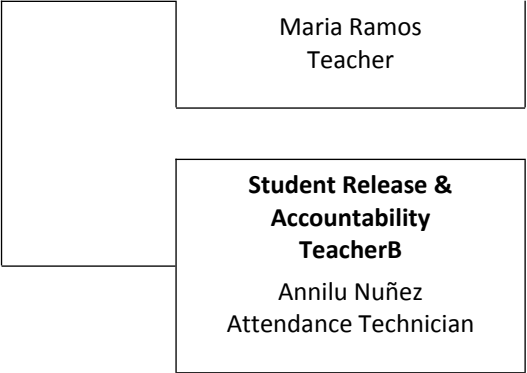 Maria Ramos
Teacher
Student Release &
Accountability
TeacherB
Annilu Nuñez
Attendance Technician